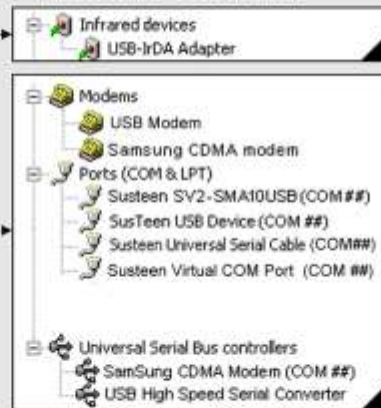 Infrared devices
USB-IrDA Adapter
Modems
USB Modem
Samsung CDMA modem
Ports (COM & LPT)
Susteen SV2-SMA10USB (COM ##)
SusTeen USB Device (COM ##)
Susteen Universal Serial Cable (COM##)
Susteen Virtual COM Port (COM ##)
Universal Serial Bus controllers
SamSung CDMA Modem (COM ##)
USB High Speed Serial Converter